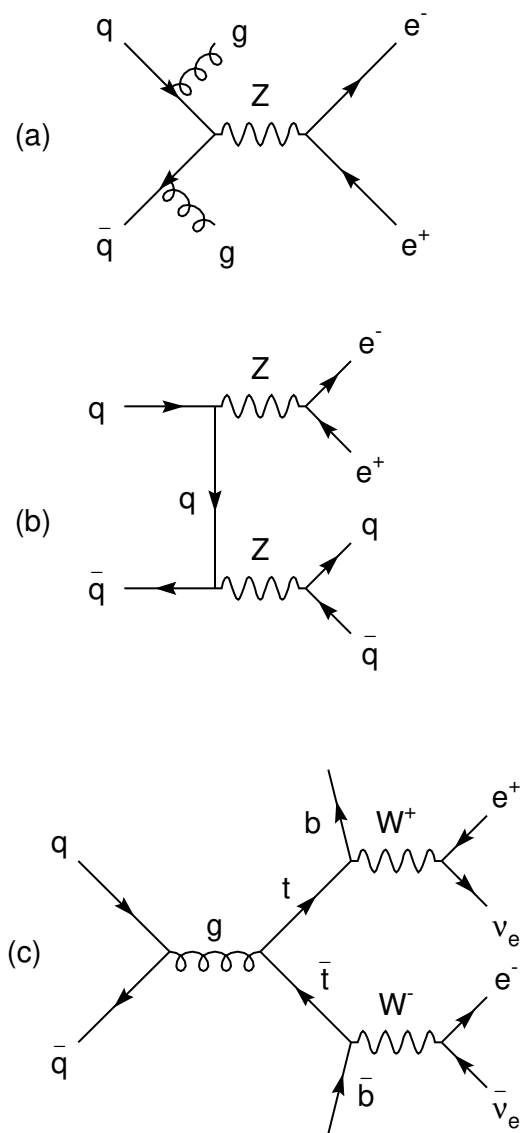 q g e⁻
Z
(a)
q̄ g e⁺
e⁻
Z
q
e⁺
q
(b)
Z q
q̄
q̄
e⁺
b W⁺
q
t
νₑ
g
(c)
t̄ e⁻
W⁻
q̄
b̄ ν̄ₑ